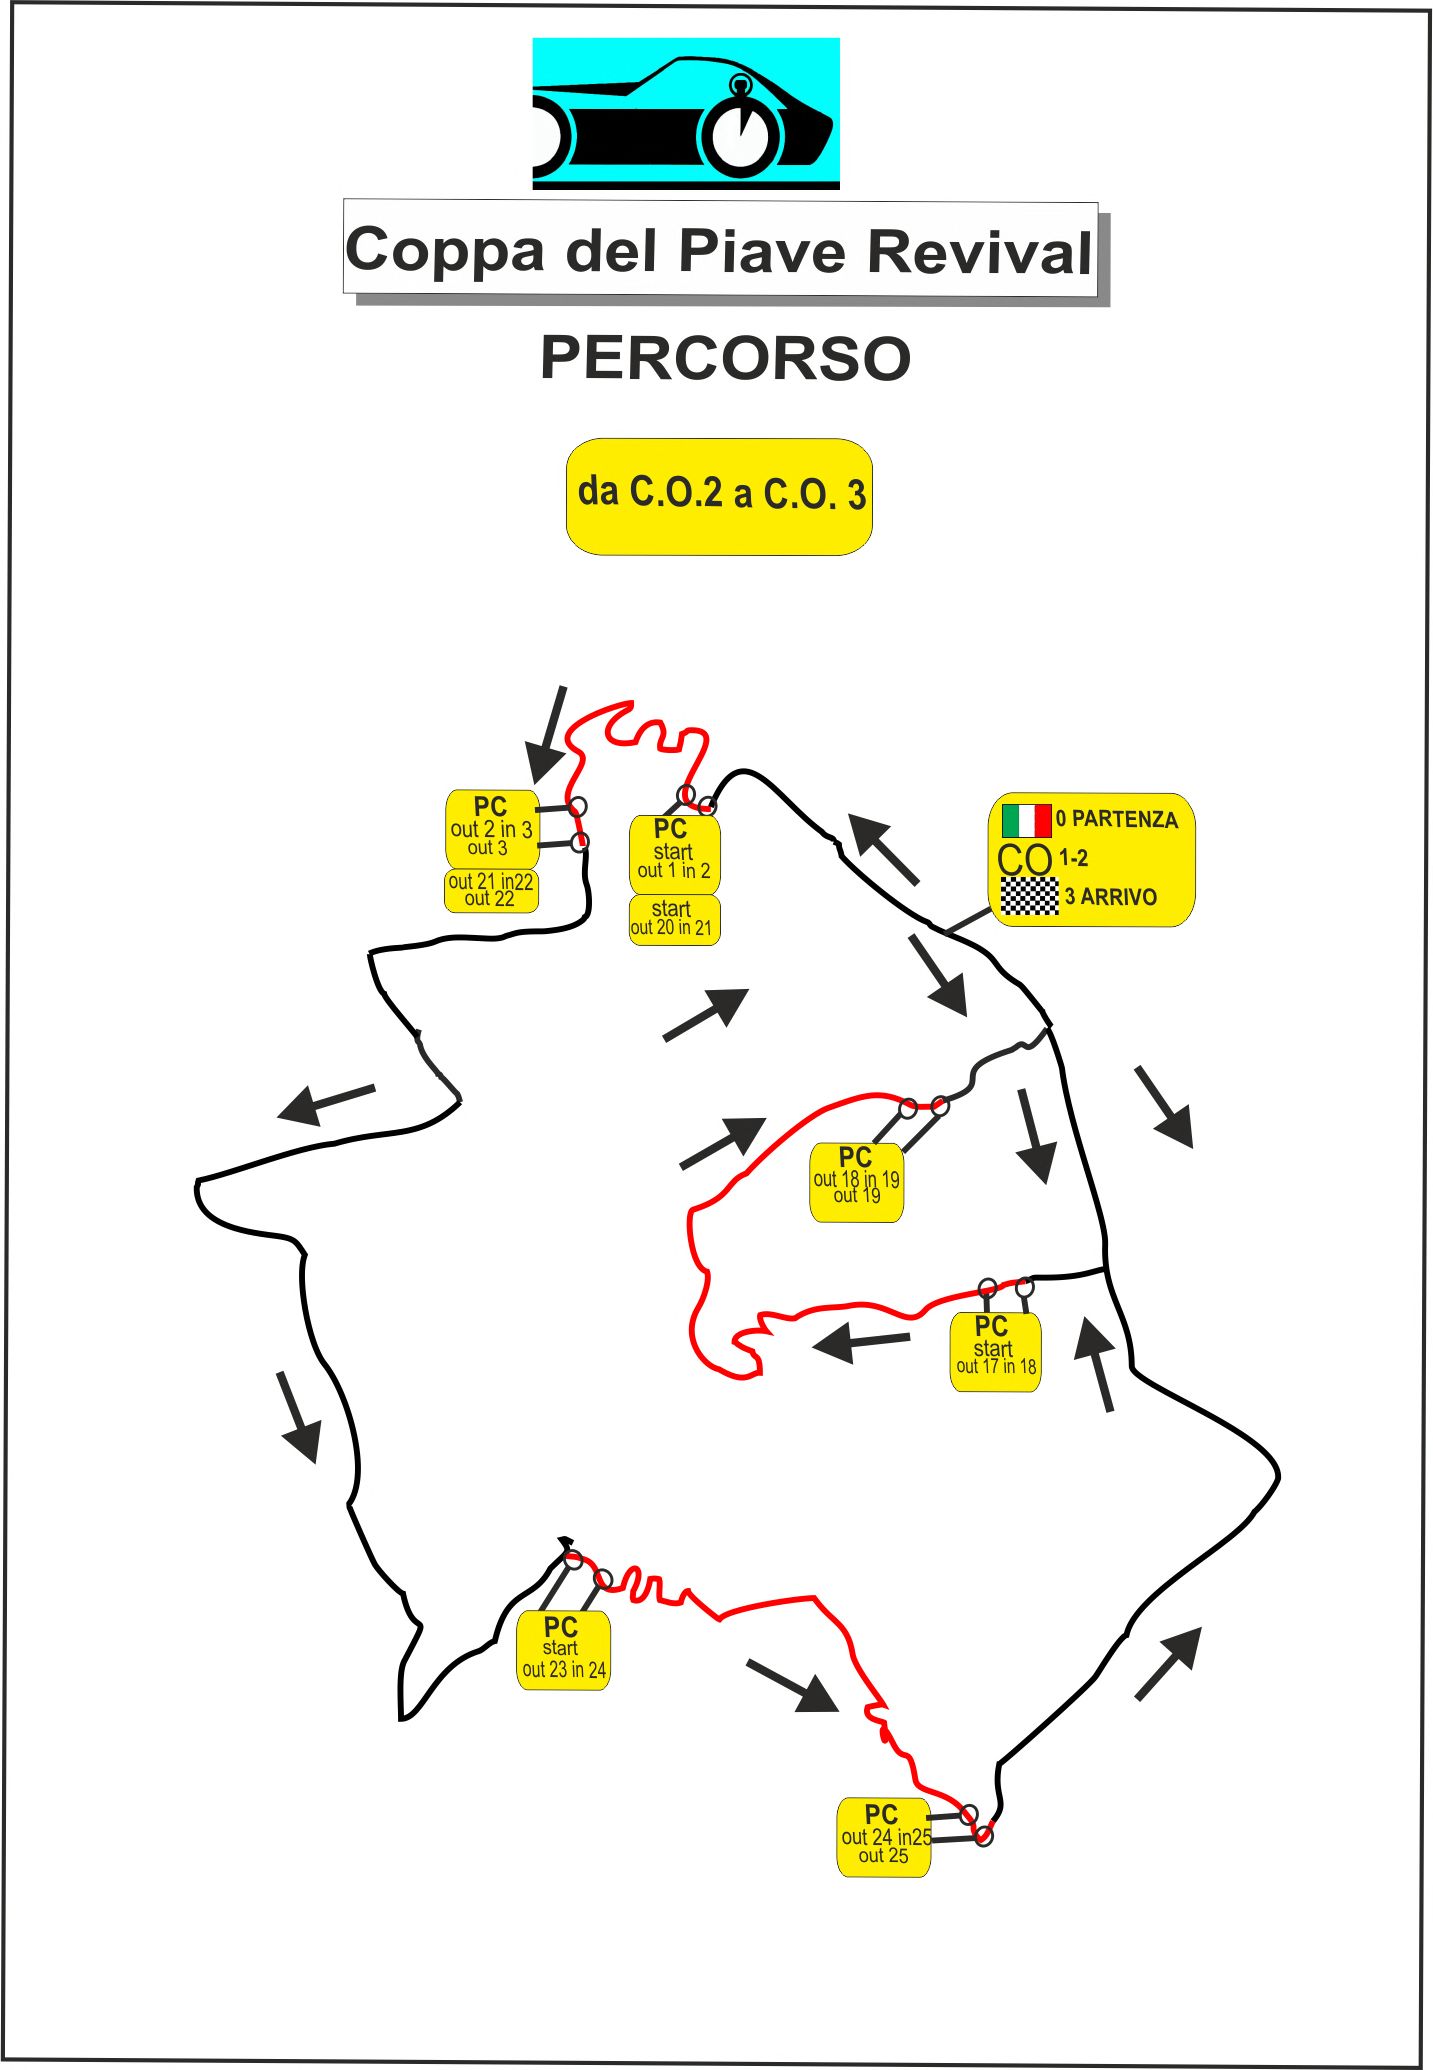 Coppa del Piave Revival
PERCORSO
da C.O.2 a C.O. 3
PC
out 2 in 3
out 3
out 21 in22
out 22
PC
start
out 1 in 2
start
out 20 in 21
0 PARTENZA
CO 1-2
3 ARRIVO
PC
out 18 in 19
out 19
PC
start
out 17 in 18
PC
start
out 23 in 24
PC
out 24 in25
out 25